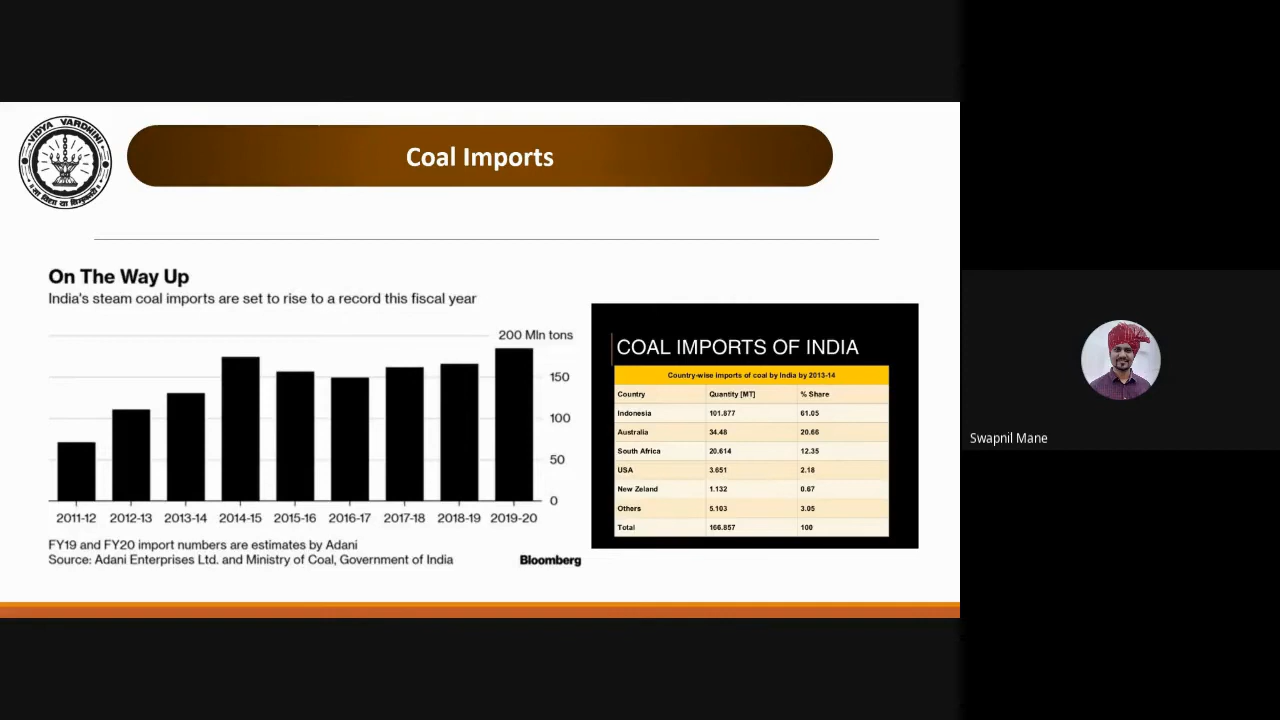 VIDYA VARDHINI
सा विद्या या विमुक्तये
Coal Imports
On The Way Up
India's steam coal imports are set to rise to a record this fiscal year
200 Mln tons
150
100
50
0
2011-12 2012-13 2013-14 2014-15 2015-16 2016-17 2017-18 2018-19 2019-20
FY19 and FY20 import numbers are estimates by Adani
Source: Adani Enterprises Ltd. and Ministry of Coal, Government of India
Bloomberg
COAL IMPORTS OF INDIA
Country-wise imports of coal by India by 2013-14
Country Quantity [MT] % Share
Indonesia 101.677 61.05
Australia 34.48 20.66
South Africa 20.614 12.35
USA 3.651 2.18
New Zeland 1.132 0.67
Others 5.103 3.05
Total 166.857 100
Swapnil Mane